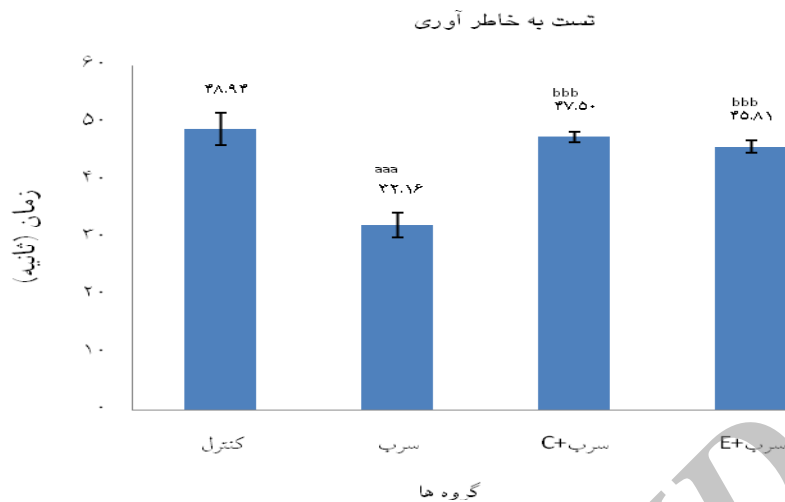 تست به خاطر آوری
۶۰
۵۰
۴۰
۳۰
۲۰
۱۰
۰
زمان (ثانیه)
۴۸.۹۴
aaa
۳۲.۱۶
bbb
۴۷.۵۰
bbb
۴۵.۸۱
کنترل
سرب
سرب+C
سرب+E
گروه ها